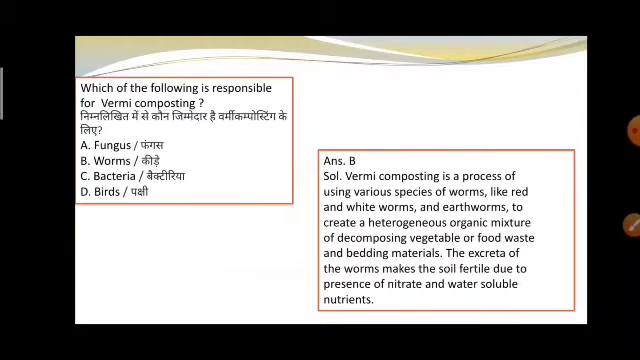 Which of the following is responsible
for Vermi composting ?
निम्नलिखित में से कौन जिम्मेदार है वर्मीकम्पोस्टिंग के
लिए?
A. Fungus / फंगस
B. Worms / कीड़े
C. Bacteria / बैक्टीरिया
D. Birds / पक्षी
Ans. B
Sol. Vermi composting is a process of
using various species of worms, like red
and white worms, and earthworms, to
create a heterogeneous organic mixture
of decomposing vegetable or food waste
and bedding materials. The excreta of
the worms makes the soil fertile due to
presence of nitrate and water soluble
nutrients.